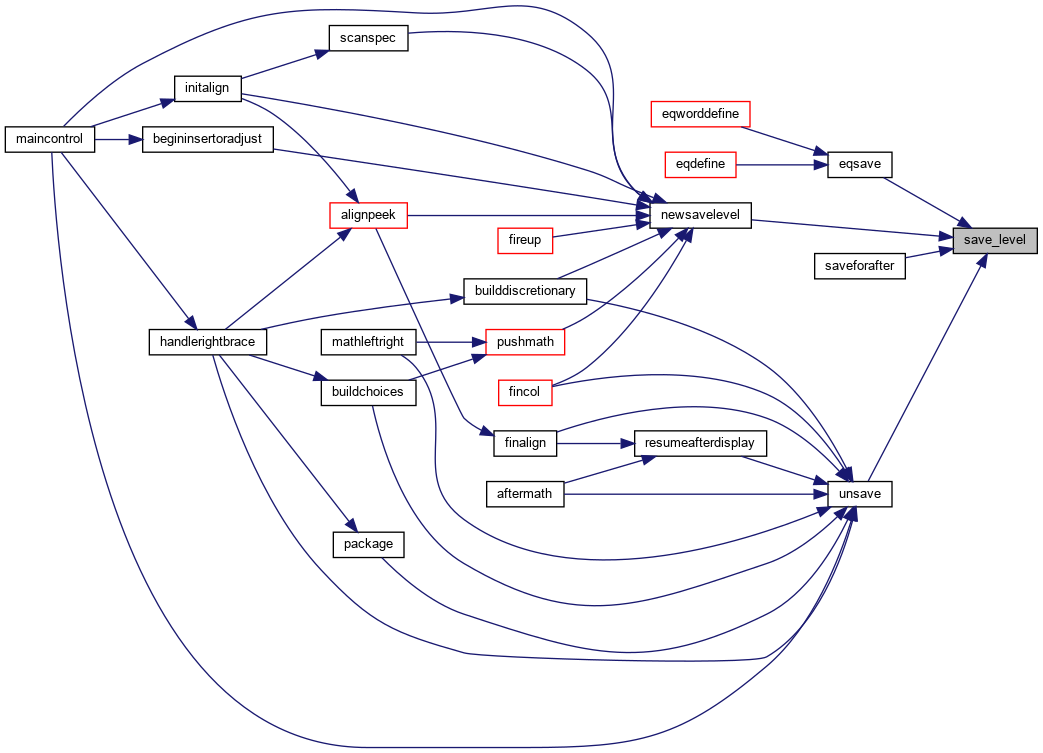 scanspec
initalign
eqworddefine
maincontrol
begininsertoradjust
eqdefine
eqsave
alignpeek
newsavelevel
fireup
save_level
saveforafter
builddiscretionary
handlerightbrace
mathleftright
pushmath
buildchoices
fincol
finalign
resumeafterdisplay
aftermath
unsave
package